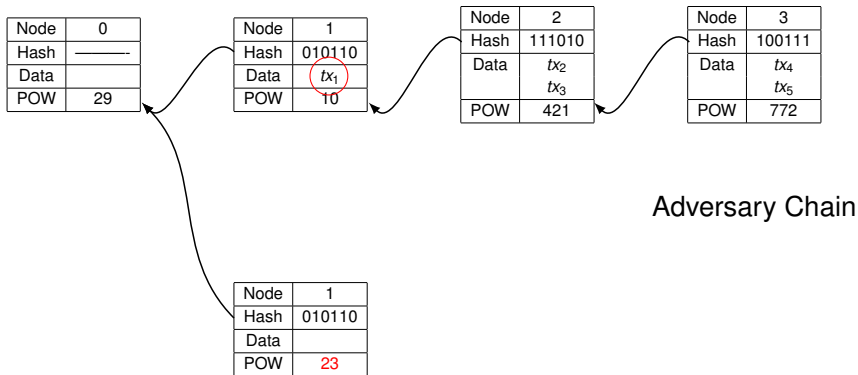 Node 0
Hash ————-
Data
POW 29
Node 1
Hash 010110
Data tx1
POW 10
Node 2
Hash 111010
Data tx2
tx3
POW 421
Node 3
Hash 100111
Data tx4
tx5
POW 772
Adversary Chain
Node 1
Hash 010110
Data
POW 23